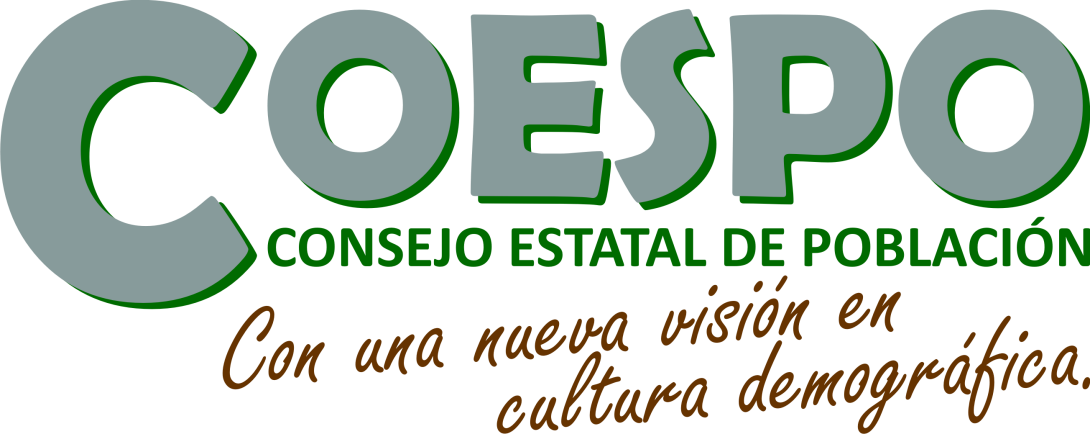 COESPO
CONSEJO ESTATAL DE POBLACIÓN
Con una nueva visión en
cultura demográfica.